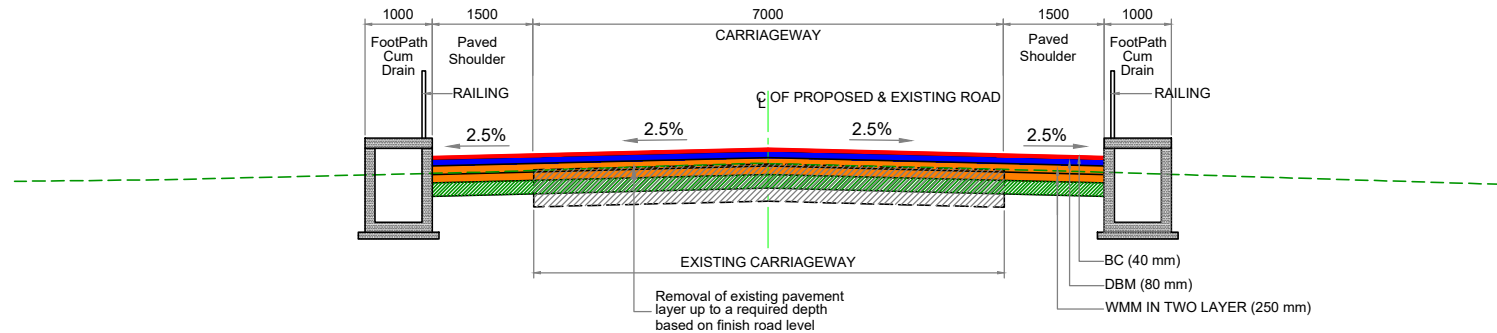 1000 1500 7000 1500 1000
FootPath
Cum
Drain
Paved
Shoulder
CARRIAGEWAY
Paved
Shoulder
FootPath
Cum
Drain
RAILING
CL OF PROPOSED & EXISTING ROAD
RAILING
2.5% 2.5% 2.5% 2.5%
EXISTING CARRIAGEWAY
BC (40 mm)
DBM (80 mm)
WMM IN TWO LAYER (250 mm)
Removal of existing pavement
layer up to a required depth
based on finish road level